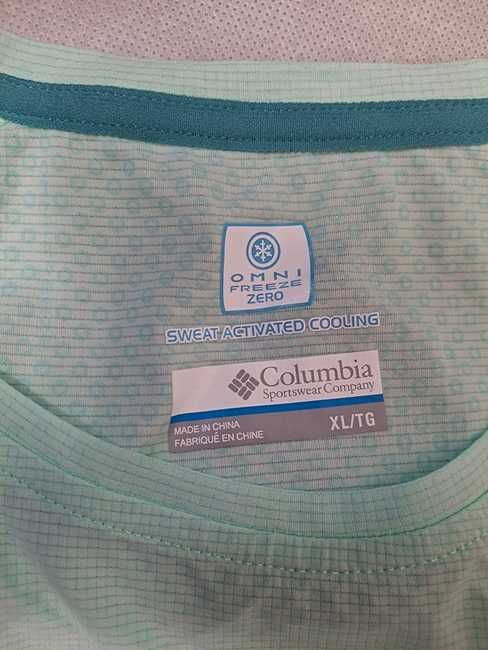 OMNI
FREEZE
ZERO
SWEAT ACTIVATED COOLING
Columbia
Sportswear Company
MADE IN CHINA
FABRIQUÉ EN CHINE
XL/TG